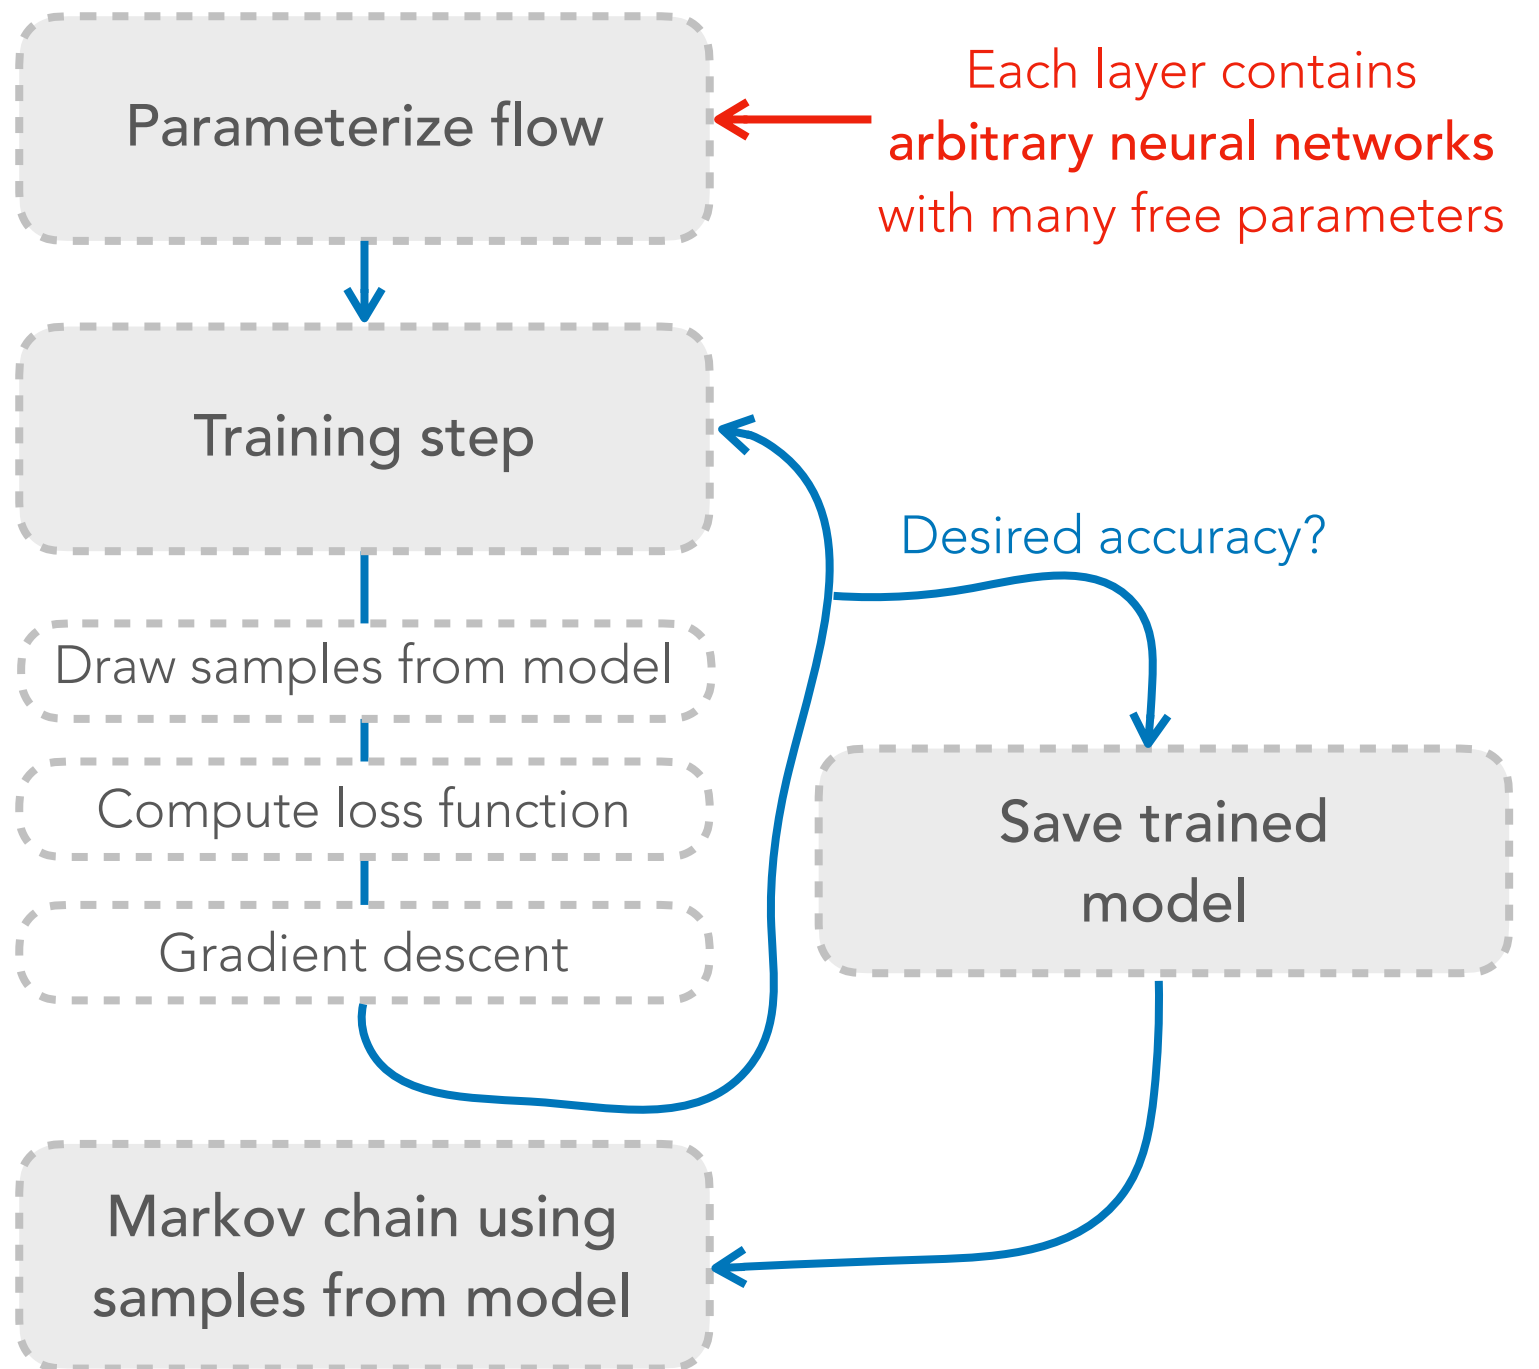 Parameterize flow
Each layer contains
arbitrary neural networks
with many free parameters
Training step
Desired accuracy?
Draw samples from model
Compute loss function
Gradient descent
Save trained
model
Markov chain using
samples from model